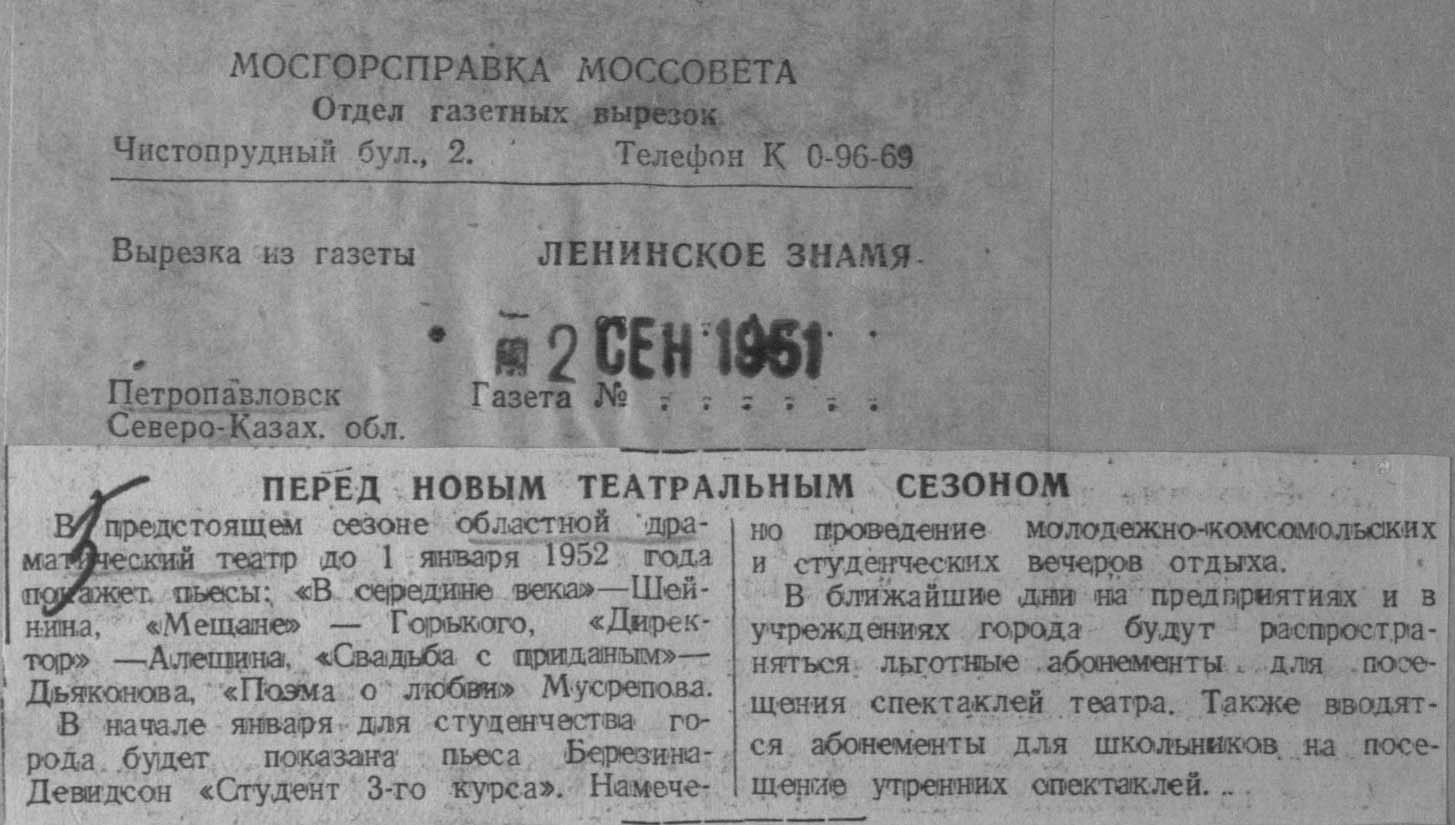 МОСГОРСПРАВКА МОССОВЕТА
Отдел газетных вырезок
Чистопрудный бул., 2. Телефон К 0-96-69
Вырезка из газеты ЛЕНИНСКОЕ ЗНАМЯ
2 СЕН 1951
Петропавловск Газета №
Северо-Казах. обл.
ПЕРЕД НОВЫМ ТЕАТРАЛЬНЫМ СЕЗОНОМ
В предстоящем сезоне областной дра-
матический театр до 1 января 1952 года
покажет пьесы: «В середине века»—Шей-
нина, «Мещане» — Горького, «Дирек-
тор» —Алешина, «Свадьба с приданым»—
Дьяконова, «Поэма о любви» Мусрепова.
В начале января для студенчества го-
рода будет показана пьеса Березина-
Девидсон «Студент 3-го курса». Намече-
но проведение молодежно-комсомольских
и студенческих вечеров отдыха.
В ближайшие дни на предприятиях и в
учреждениях города будут распростра-
няться льготные абонементы для посе-
щения спектаклей театра. Также вводят-
ся абонементы для школьников на посе-
щение утренних спектаклей.